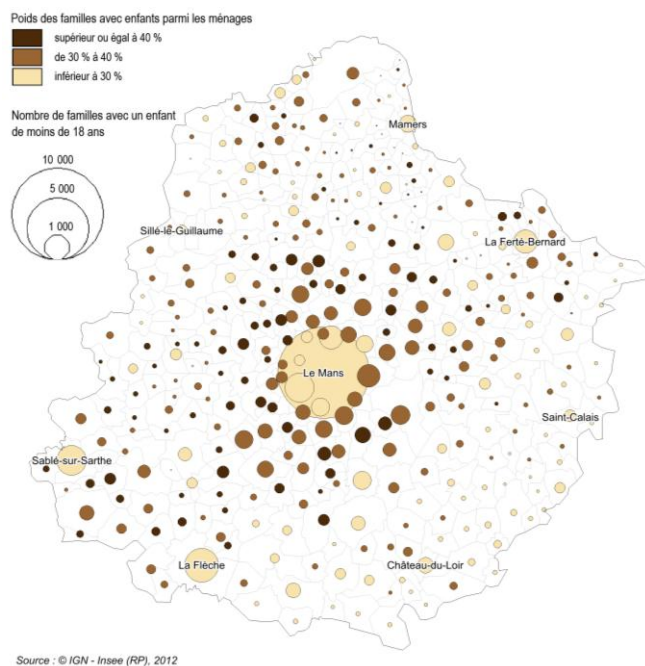 Poids des familles avec enfants parmi les ménages
supérieur ou égal à 40 %
de 30 % à 40 %
inférieur à 30 %
Nombre de familles avec un enfant
de moins de 18 ans
10 000
5 000
1 000
Mamers
Sillé-le-Guillaume
La Ferté-Bernard
Le Mans
Saint-Calais
Sablé-sur-Sarthe
La Flèche
Château-du-Loir
Source : © IGN - Insee (RP), 2012